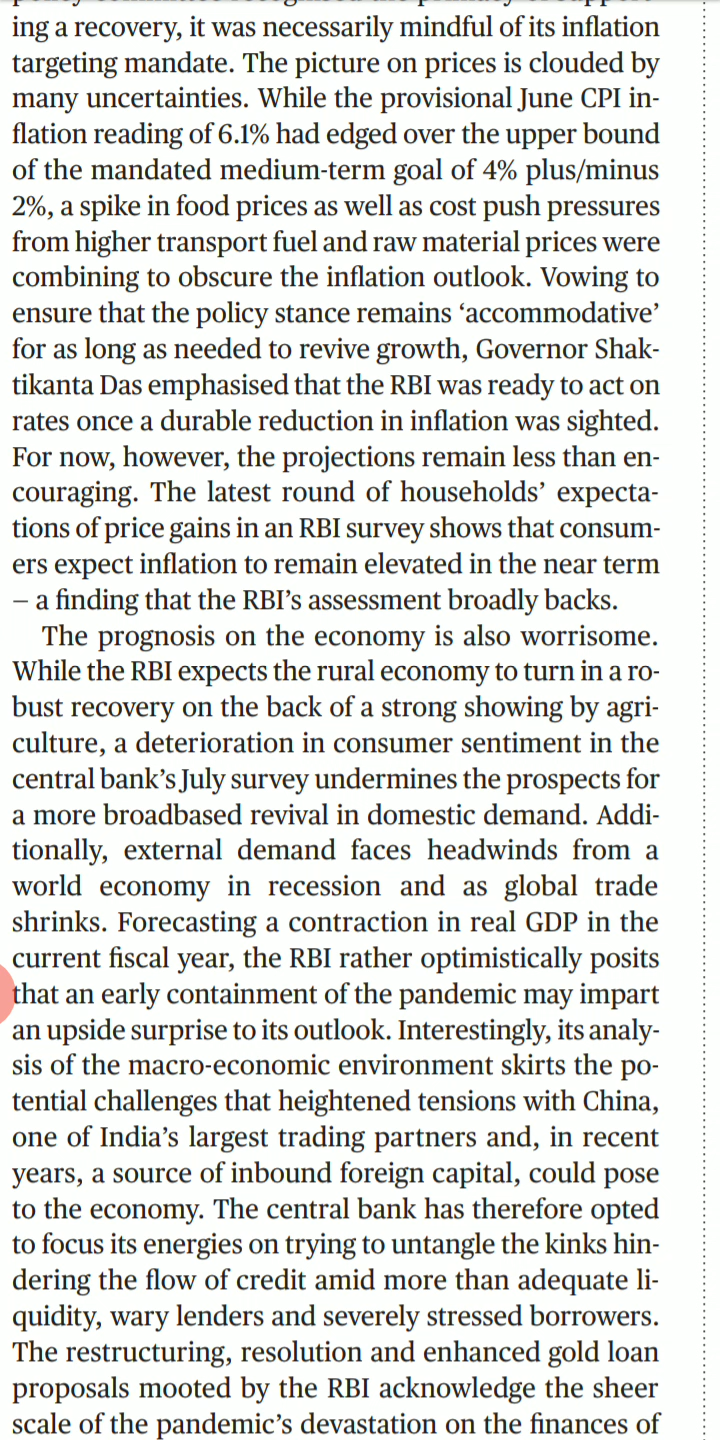 ing a recovery, it was necessarily mindful of its inflation
targeting mandate. The picture on prices is clouded by
many uncertainties. While the provisional June CPI in-
flation reading of 6.1% had edged over the upper bound
of the mandated medium-term goal of 4% plus/minus
2%, a spike in food prices as well as cost push pressures
from higher transport fuel and raw material prices were
combining to obscure the inflation outlook. Vowing to
ensure that the policy stance remains ‘accommodative’
for as long as needed to revive growth, Governor Shak-
tikanta Das emphasised that the RBI was ready to act on
rates once a durable reduction in inflation was sighted.
For now, however, the projections remain less than en-
couraging. The latest round of households’ expecta-
tions of price gains in an RBI survey shows that consum-
ers expect inflation to remain elevated in the near term
– a finding that the RBI’s assessment broadly backs.
The prognosis on the economy is also worrisome.
While the RBI expects the rural economy to turn in a ro-
bust recovery on the back of a strong showing by agri-
culture, a deterioration in consumer sentiment in the
central bank’s July survey undermines the prospects for
a more broadbased revival in domestic demand. Addi-
tionally, external demand faces headwinds from a
world economy in recession and as global trade
shrinks. Forecasting a contraction in real GDP in the
current fiscal year, the RBI rather optimistically posits
that an early containment of the pandemic may impart
an upside surprise to its outlook. Interestingly, its analy-
sis of the macro-economic environment skirts the po-
tential challenges that heightened tensions with China,
one of India’s largest trading partners and, in recent
years, a source of inbound foreign capital, could pose
to the economy. The central bank has therefore opted
to focus its energies on trying to untangle the kinks hin-
dering the flow of credit amid more than adequate li-
quidity, wary lenders and severely stressed borrowers.
The restructuring, resolution and enhanced gold loan
proposals mooted by the RBI acknowledge the sheer
scale of the pandemic’s devastation on the finances of